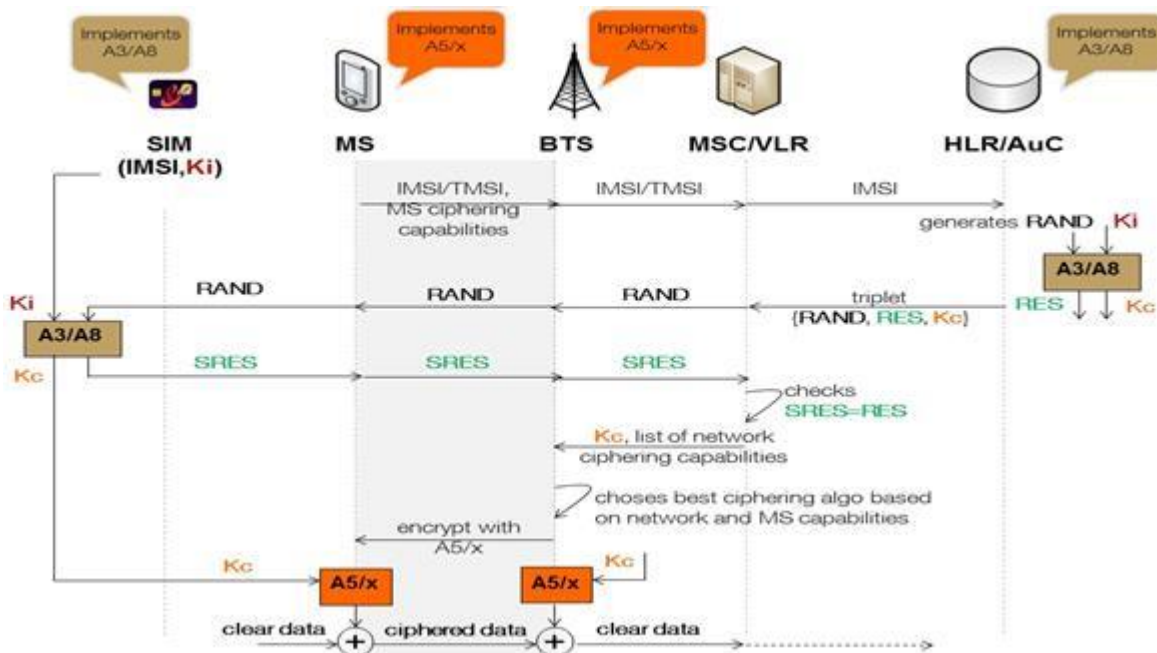 Implements
A3/A8
Implements
A5/x
Implements
A5/x
Implements
A3/A8
SIM
(IMSI,Ki)
MS
BTS
MSC/VLR
HLR/AuC
IMSI/TMSI,
MS ciphering
capabilities
IMSI/TMSI
IMSI
generates RAND
Ki
A3/A8
RES
Kc
triplet
{RAND, RES, Kc}
RAND
RAND
RAND
Ki
A3/A8
Kc
SRES
SRES
SRES
checks
SRES=RES
Kc, list of network
ciphering capabilities
choses best ciphering algo based
on network and MS capabilities
encrypt with
A5/x
Kc
A5/x
Kc
A5/x
clear data
+
ciphered data
+
clear data